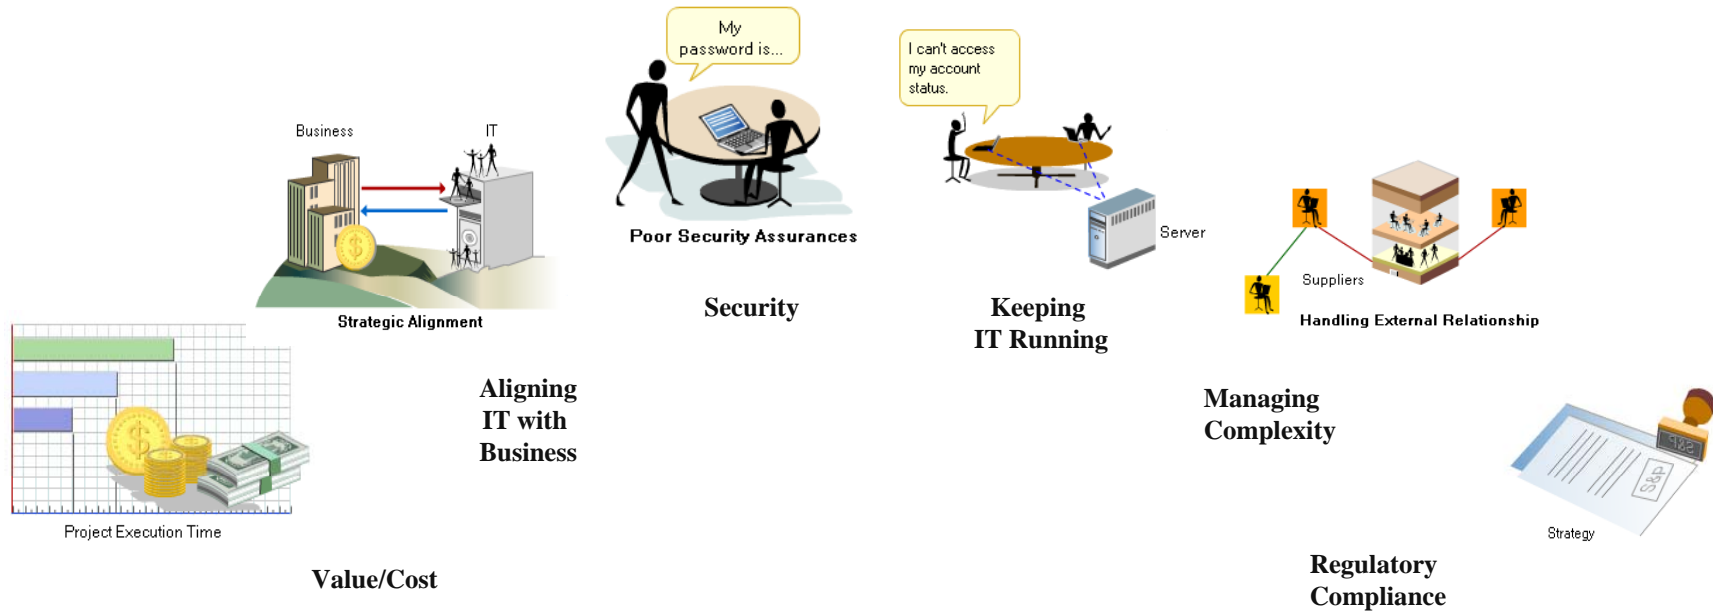 My
password is...
I can't access
my account
status.
Business
IT
Poor Security Assurances
Server
Suppliers
Strategic Alignment
Security
Keeping
IT Running
Handling External Relationship
Aligning
IT with
Business
Managing
Complexity
S&P
S&P
Project Execution Time
Strategy
Value/Cost
Regulatory
Compliance